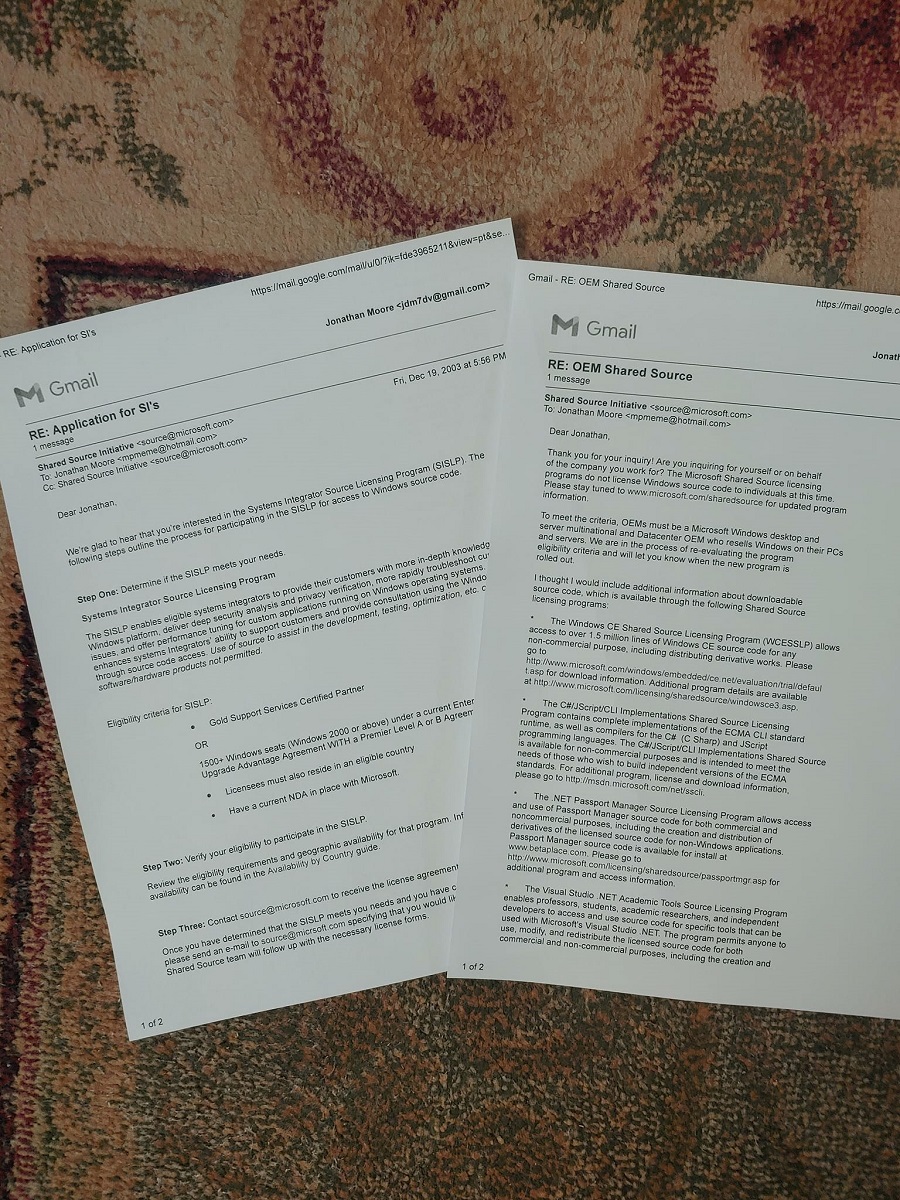 - RE: Application for SI's
https://mail.google.com/mail/u/0/?ik=fde3965211&view=pt&se...
Gmail
Jonathan Moore <jdm7dv@gmail.com>
RE: Application for SI's
1 message
Fri, Dec 19, 2003 at 5:56 PM
Shared Source Initiative <source@microsoft.com>
To: Jonathan Moore <mpmeme@hotmail.com>
Cc: Shared Source Initiative <source@microsoft.com>
Dear Jonathan,
We're glad to hear that you're interested in the Systems Integrator Source Licensing Program (SISLP). The
following steps outline the process for participating in the SISLP for access to Windows source code.
Step One: Determine if the SISLP meets your needs.
Systems Integrator Source Licensing Program
The SISLP enables eligible systems integrators to provide their customers with more in-depth knowledg
Windows platform, deliver deep security analysis and privacy verification, more rapidly troubleshoot cu
issues, and offer performance tuning for custom applications running on Windows operating systems.
enhances systems Integrators' ability to support customers and provide consultation using the Windo
through source code access. Use of source to assist in the development, testing, optimization, etc. c
software/hardware products not permitted.
Eligibility criteria for SISLP:
• Gold Support Services Certified Partner
OR
1500+ Windows seats (Windows 2000 or above) under a current Enter
Upgrade Advantage Agreement WITH a Premier Level A or B Agreem
• Licensees must also reside in an eligible country
• Have a current NDA in place with Microsoft.
Step Two: Verify your eligibility to participate in the SISLP.
Review the eligibility requirements and geographic availability for that program. Inf
availability can be found in the Availability by Country guide.
Step Three: Contact source@microsoft.com to receive the license agreement
Once you have determined that the SISLP meets you needs and you have c
please send an e-mail to source@micrsoft.com specifying that you would lik
Shared Source team will follow up with the necessary license forms.
1 of 2
Gmail - RE: OEM Shared Source
https://mail.google.co
Gmail
Jonath
RE: OEM Shared Source
1 message
Shared Source Initiative <source@microsoft.com>
To: Jonathan Moore <mpmeme@hotmail.com>
Dear Jonathan,
Thank you for your inquiry! Are you inquiring for yourself or on behalf
of the company you work for? The Microsoft Shared Source licensing
programs do not license Windows source code to individuals at this time.
Please stay tuned to www.microsoft.com/sharedsource for updated program
information.
To meet the criteria, OEMs must be a Microsoft Windows desktop and
server multinational and Datacenter OEM who resells Windows on their PCs
and servers. We are in the process of re-evaluating the program
eligibility criteria and will let you know when the new program is
rolled out.
I thought I would include additional information about downloadable
source code, which is available through the following Shared Source
licensing programs:
* The Windows CE Shared Source Licensing Program (WCESSLP) allows
access to over 1.5 million lines of Windows CE source code for any
non-commercial purpose, including distributing derivative works. Please
go to
http://www.microsoft.com/windows/embedded/ce.net/evaluation/trial/defaul
t.asp for download information. Additional program details are available
at http://www.microsoft.com/licensing/sharedsource/windowsce3.asp.
* The C#/JScript/CLI Implementations Shared Source Licensing
Program contains complete implementations of the ECMA CLI standard
runtime, as well as compilers for the C# (C Sharp) and JScript
programming languages. The C#/JScript/CLI Implementations Shared Source
is available for non-commercial purposes and is intended to meet the
needs of those who wish to build independent versions of the ECMA
standards. For additional program, license and download information,
please go to http://msdn.microsoft.com/net/sscli.
* The .NET Passport Manager Source Licensing Program allows access
and use of Passport Manager source code for both commercial and
noncommercial purposes, including the creation and distribution of
derivatives of the licensed source code for non-Windows applications.
Passport Manager source code is available for install at
www.betaplace.com. Please go to
http://www.microsoft.com/licensing/sharedsource/passportmgr.asp for
additional program and access information.
* The Visual Studio .NET Academic Tools Source Licensing Program
enables professors, students, academic researchers, and independent
developers to access and use source code for specific tools that can be
used with Microsoft's Visual Studio .NET. The program permits anyone to
use, modify, and redistribute the licensed source code for both
commercial and non-commercial purposes, including the creation and
1 of 2